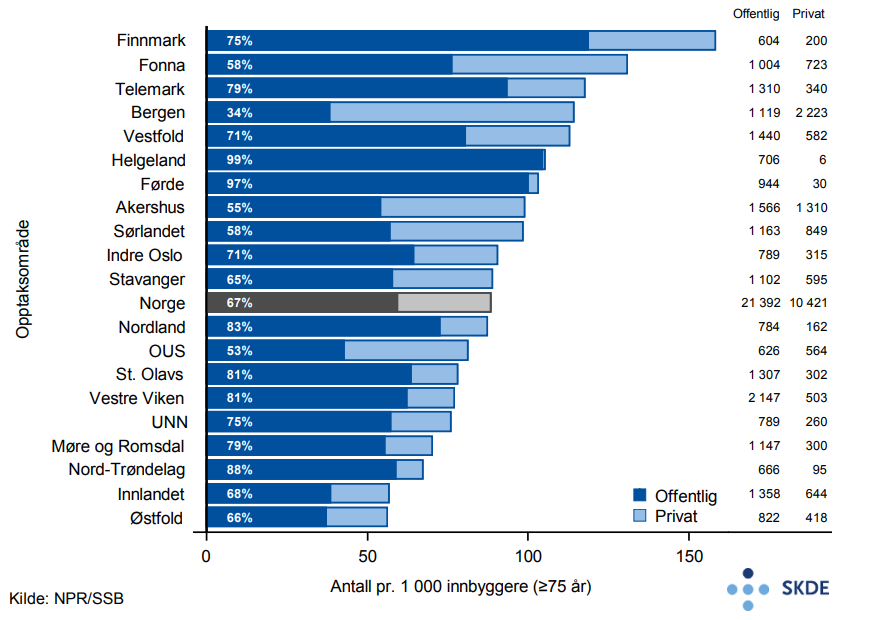 Offentlig Privat
Finnmark 75% 604 200
Fonna 58% 1 004 723
Telemark 79% 1 310 340
Bergen 34% 1 119 2 223
Vestfold 71% 1 440 582
Helgeland 99% 706 6
Førde 97% 944 30
Akershus 55% 1 566 1 310
Sørlandet 58% 1 163 849
Indre Oslo 71% 789 315
Stavanger 65% 1 102 595
Norge 67% 21 392 10 421
Nordland 83% 784 162
OUS 53% 626 564
St. Olavs 81% 1 307 302
Vestre Viken 81% 2 147 503
UNN 75% 789 260
Møre og Romsdal 79% 1 147 300
Nord-Trøndelag 88% 666 95
Innlandet 68% 1 358 644
Østfold 66% 822 418
Opptaksområde
Offentlig
Privat
0 50 100 150
Antall pr. 1 000 innbyggere (≥75 år)
Kilde: NPR/SSB
SKDE